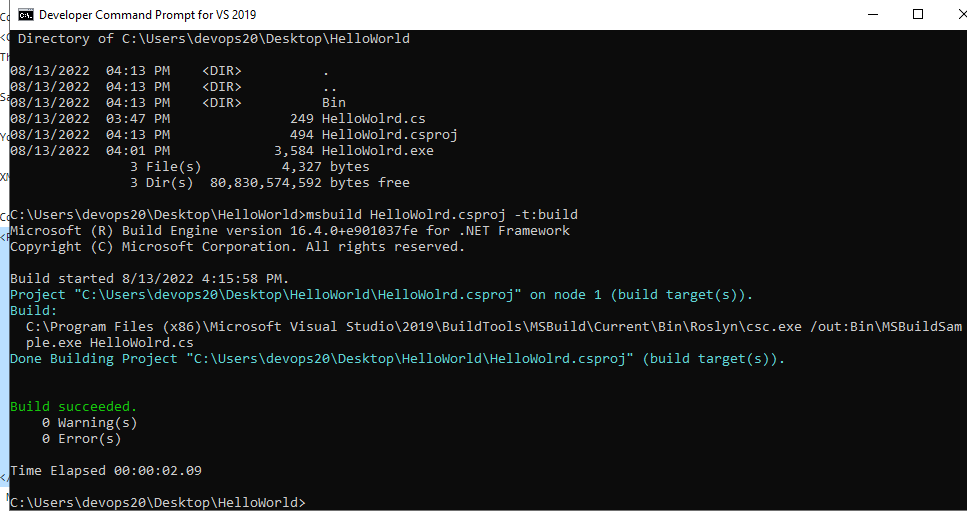 Developer Command Prompt for VS 2019
Directory of C:\Users\devops20\Desktop\HelloWorld
08/13/2022  04:13 PM    <DIR>          .
08/13/2022  04:13 PM    <DIR>          ..
08/13/2022  04:13 PM    <DIR>          Bin
08/13/2022  03:47 PM               249 HelloWolrd.cs
08/13/2022  04:13 PM               494 HelloWolrd.csproj
08/13/2022  04:01 PM             3,584 HelloWolrd.exe
               3 File(s)          4,327 bytes
               3 Dir(s)  80,830,574,592 bytes free
C:\Users\devops20\Desktop\HelloWorld>msbuild HelloWolrd.csproj -t:build
Microsoft (R) Build Engine version 16.4.0+e901037fe for .NET Framework
Copyright (C) Microsoft Corporation. All rights reserved.
Build started 8/13/2022 4:15:58 PM.
Project "C:\Users\devops20\Desktop\HelloWorld\HelloWolrd.csproj" on node 1 (build target(s)).
Build:
  C:\Program Files (x86)\Microsoft Visual Studio\2019\BuildTools\MSBuild\Current\Bin\Roslyn\csc.exe /out:Bin\MSBuildSam
  ple.exe HelloWolrd.cs
Done Building Project "C:\Users\devops20\Desktop\HelloWorld\HelloWolrd.csproj" (build target(s)).
Build succeeded.
    0 Warning(s)
    0 Error(s)
Time Elapsed 00:00:02.09
C:\Users\devops20\Desktop\HelloWorld>